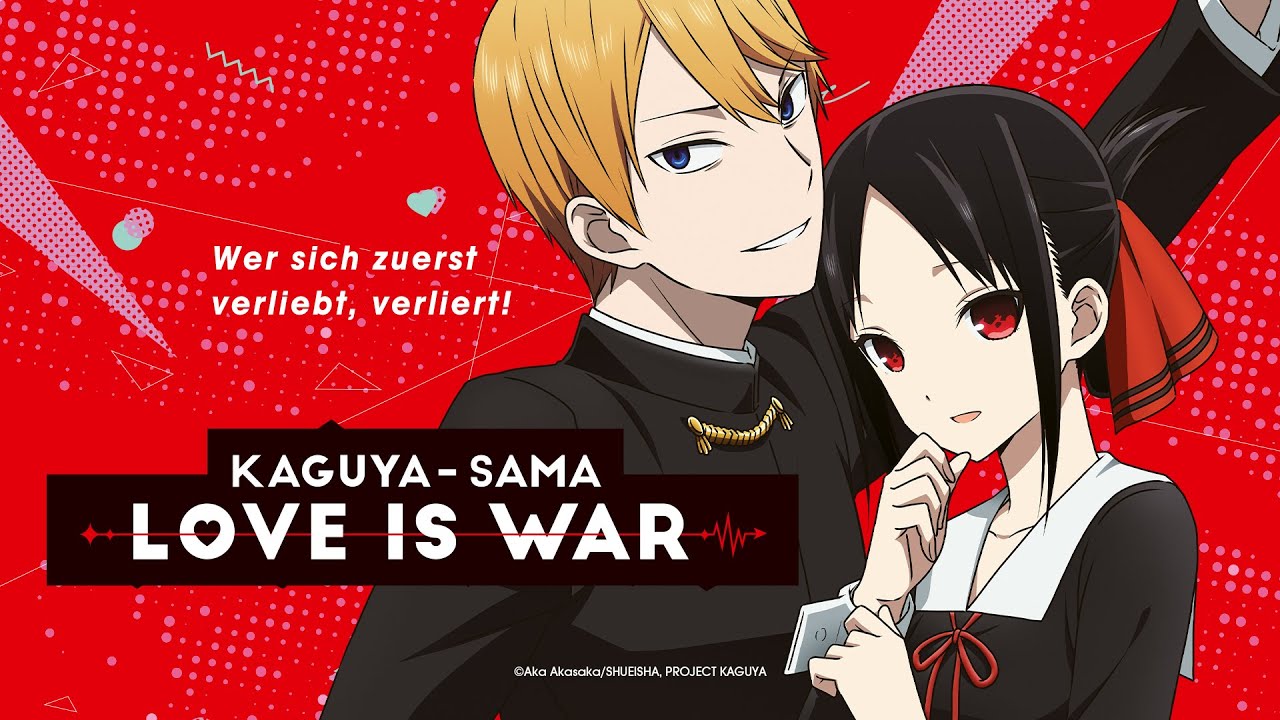 Wer sich zuerst
verliebt, verliert!
KAGUYA-SAMA
LOVE IS WAR
©Aka Akasaka/SHUEISHA, PROJECT KAGUYA